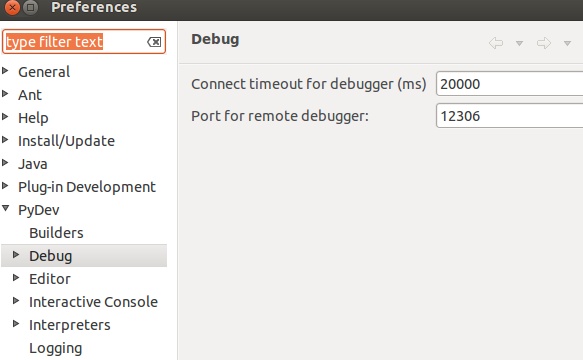 Preferences
type filter text
General
Ant
Help
Install/Update
Java
Plug-in Development
PyDev
Builders
Debug
Editor
Interactive Console
Interpreters
Logging
Debug
Connect timeout for debugger (ms) 20000
Port for remote debugger: 12306